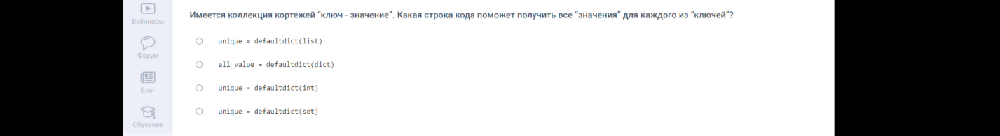 Вебинары
Форум
Блог
Обучение
Имеется коллекция кортежей “ключ - значение”. Какая строка кода поможет получить все “значения” для каждого из “ключей”?
unique = defaultdict(list)
all_value = defaultdict(dict)
unique = defaultdict(int)
unique = defaultdict(set)